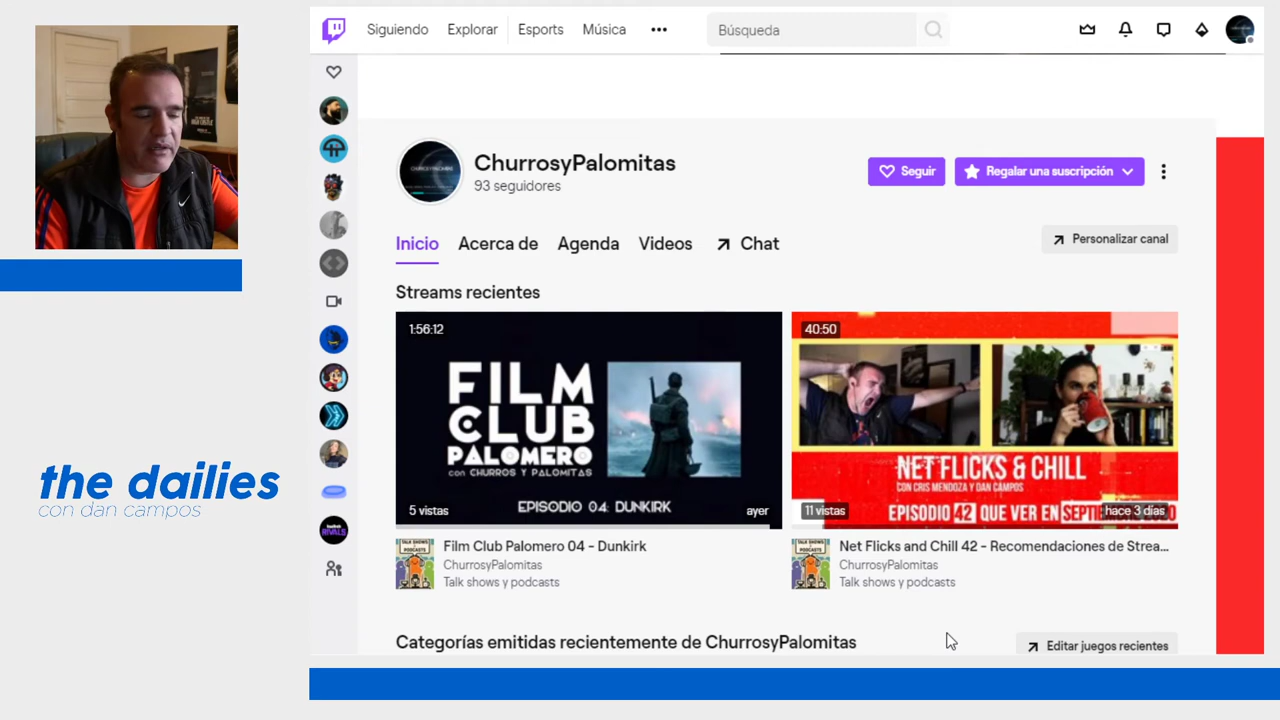 Siguiendo Explorar Esports Música ••• Búsqueda
ChurrosyPalomitas
93 seguidores
Seguir
Regalar una suscripción
Inicio Acerca de Agenda Videos Chat
Personalizar canal
Streams recientes
1:56:12
FILM
CLUB
PALOMERO
CON CHURROS Y PALOMITAS
EPISODIO 04: DUNKIRK
5 vistas
ayer
40:50
NET FLICKS & CHILL
CON CRIS MENDOZA Y DAN CAMPOS
EPISODIO 42 QUE VER EN
11 vistas
hace 3 días
Film Club Palomero 04 - Dunkirk
ChurrosyPalomitas
Talk shows y podcasts
Net Flicks and Chill 42 - Recomendaciones de Strea...
ChurrosyPalomitas
Talk shows y podcasts
Categorías emitidas recientemente de ChurrosyPalomitas
Editar juegos recientes
the dailies
con dan campos